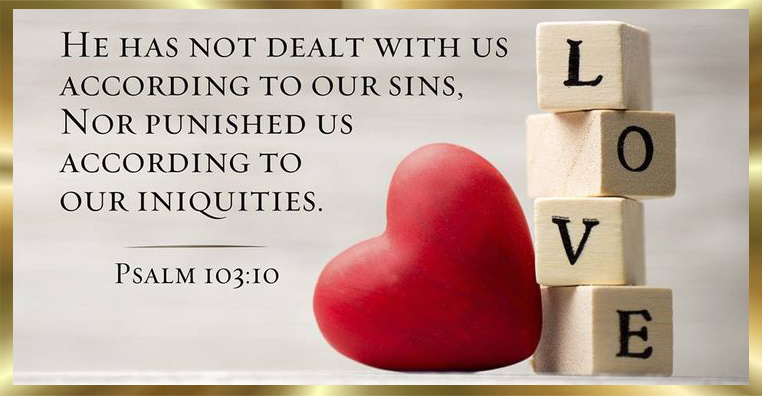 He has not dealt with us
according to our sins,
Nor punished us
according to
our iniquities.
Psalm 103:10
L
O
V
E